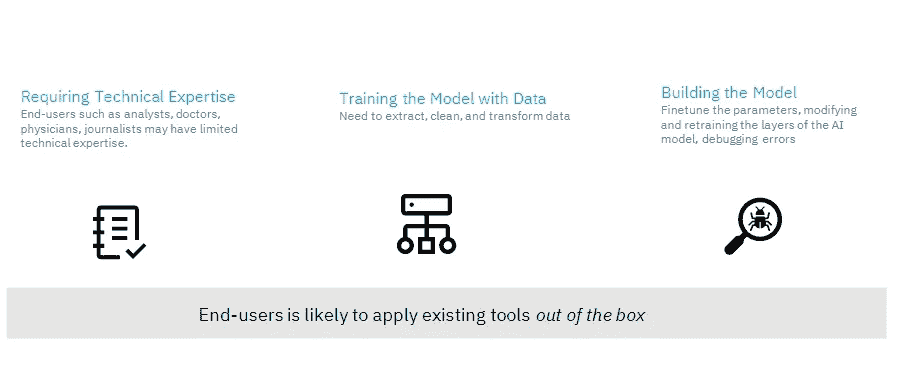 Requiring Technical Expertise
End-users such as analysts, doctors,
physicians, journalists may have limited
technical expertise.
Training the Model with Data
Need to extract, clean, and transform data
Building the Model
Finetune the parameters, modifying
and retraining the layers of the AI
model, debugging errors
End-users is likely to apply existing tools out of the box